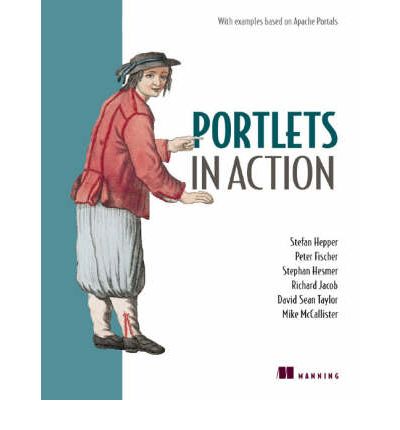 With examples based on Apache Portals
PORTLETS
IN ACTION
Stefan Hepper
Peter Fischer
Stephan Hesmer
Richard Jacob
David Sean Taylor
Mike McCallister
MANNING